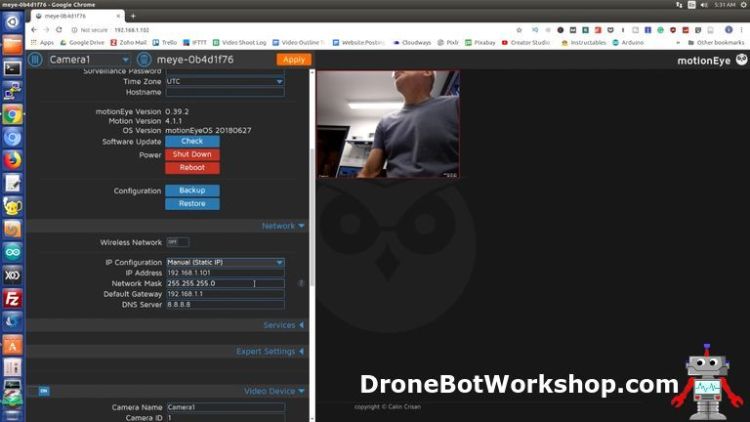 meye-0b4d1f76 - Google Chrome
En
5:31 AM
meye-0b4d1f76
Not secure 192.168.1.102
Apps Google Drive Zoho Mail Trello IFTTT Video Shoot Log Video Outline Website Posting Cloudways Pixlr Pixabay Creator Studio Instructables Arduino Other bookmarks
Camera1 meye-0b4d1f76 Apply
motionEye
Surveillance Password
Time Zone UTC
Hostname
motionEye Version 0.39.2
Motion Version 4.1.1
OS Version motionEyeOS 20180627
Software Update Check
Power Shut Down
Reboot
Configuration Backup
Restore
Network
Wireless Network OFF
IP Configuration Manual (Static IP)
IP Address 192.168.1.101
Network Mask 255.255.255.0
Default Gateway 192.168.1.1
DNS Server 8.8.8.8
Services
Expert Settings
ON Video Device
Camera Name Camera1
Camera ID 1
DroneBotWorkshop.com
copyright © Calin Crisan